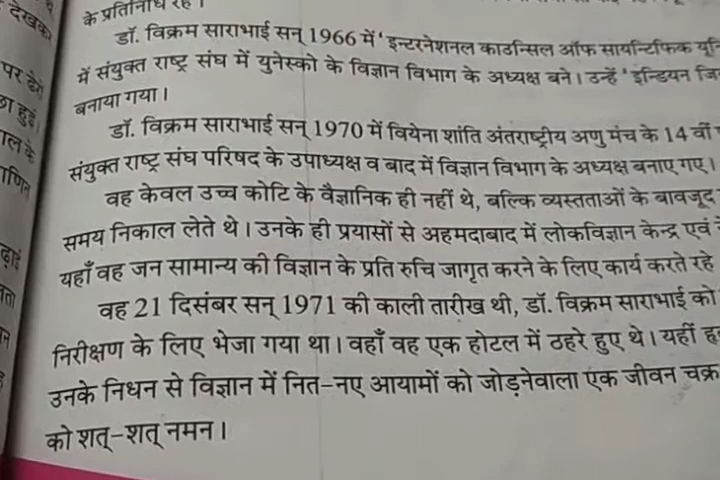 के प्रतिनिधि रहे।
डॉ. विक्रम साराभाई सन् 1966 में 'इन्टरनेशनल काउन्सिल ऑफ सायन्टिफिक
में संयुक्त राष्ट्र संघ में युनेस्को के विज्ञान विभाग के अध्यक्ष बने। उन्हें 'इन्डियन
बनाया गया।
डॉ. विक्रम साराभाई सन् 1970 में वियेना शांति अंतराष्ट्रीय अणु मंच के 14 वीं
संयुक्त राष्ट्र संघ परिषद के उपाध्यक्ष व बाद में विज्ञान विभाग के अध्यक्ष बनाए गए।
वह केवल उच्च कोटि के वैज्ञानिक ही नहीं थे, बल्कि व्यस्तताओं के बावजूद
समय निकाल लेते थे। उनके ही प्रयासों से अहमदाबाद में लोकविज्ञान केन्द्र एवं
यहाँ वह जन सामान्य की विज्ञान के प्रति रुचि जागृत करने के लिए कार्य करते रहे
वह 21 दिसंबर सन् 1971 की काली तारीख थी, डॉ. विक्रम साराभाई को
निरीक्षण के लिए भेजा गया था। वहाँ वह एक होटल में ठहरे हुए थे। यहीं
उनके निधन से विज्ञान में नित-नए आयामों को जोड़नेवाला एक जीवन चक्र
को शत्-शत् नमन।